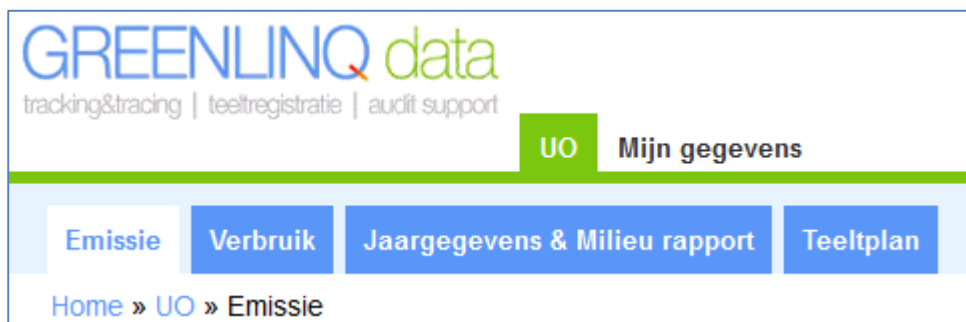 GREENLINQ data
tracking&tracing | teeltregistratie | audit support
UO Mijn gegevens
Emissie Verbruik Jaargegevens & Milieu rapport Teeltplan
Home » UO » Emissie